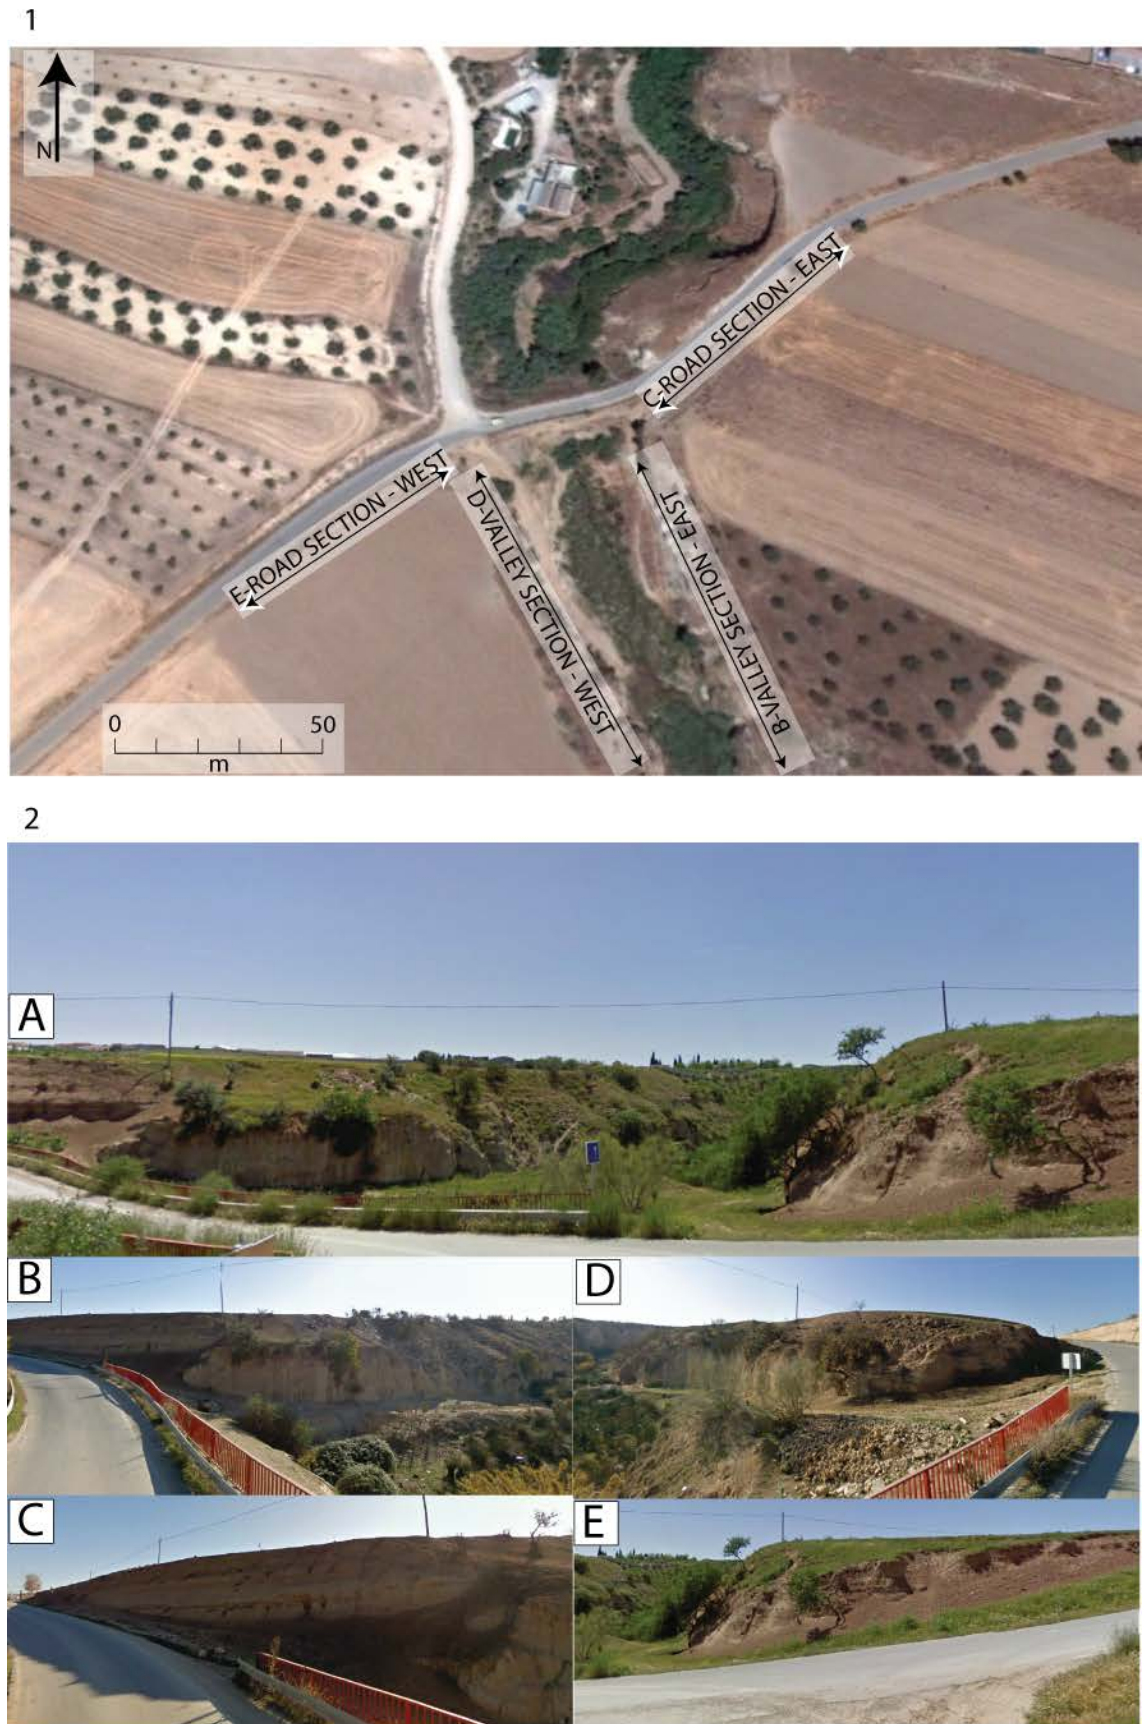 1
N
C-ROAD SECTION - EAST
E-ROAD SECTION - WEST
D-VALLEY SECTION - WEST
B-VALLEY SECTION - EAST
0 50
m
2
A
B
D
C
E